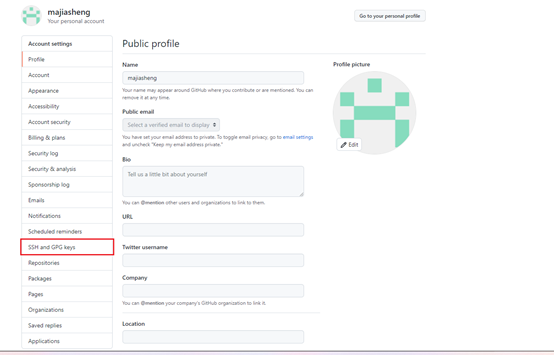 majiasheng
Your personal account
Go to your personal profile
Account settings
Profile
Account
Appearance
Accessibility
Account security
Billing & plans
Security log
Security & analysis
Sponsorship log
Emails
Notifications
Scheduled reminders
SSH and GPG keys
Repositories
Packages
Pages
Organizations
Saved replies
Applications
Public profile
Name
majiasheng
Your name may appear around GitHub where you contribute or are mentioned. You can
remove it at any time.
Public email
Select a verified email to display
You have set your email address to private. To toggle email privacy, go to email settings
and uncheck "Keep my email address private."
Bio
Tell us a little bit about yourself
You can @mention other users and organizations to link to them.
URL
Twitter username
Company
You can @mention your company's GitHub organization to link it.
Location
Profile picture
Edit